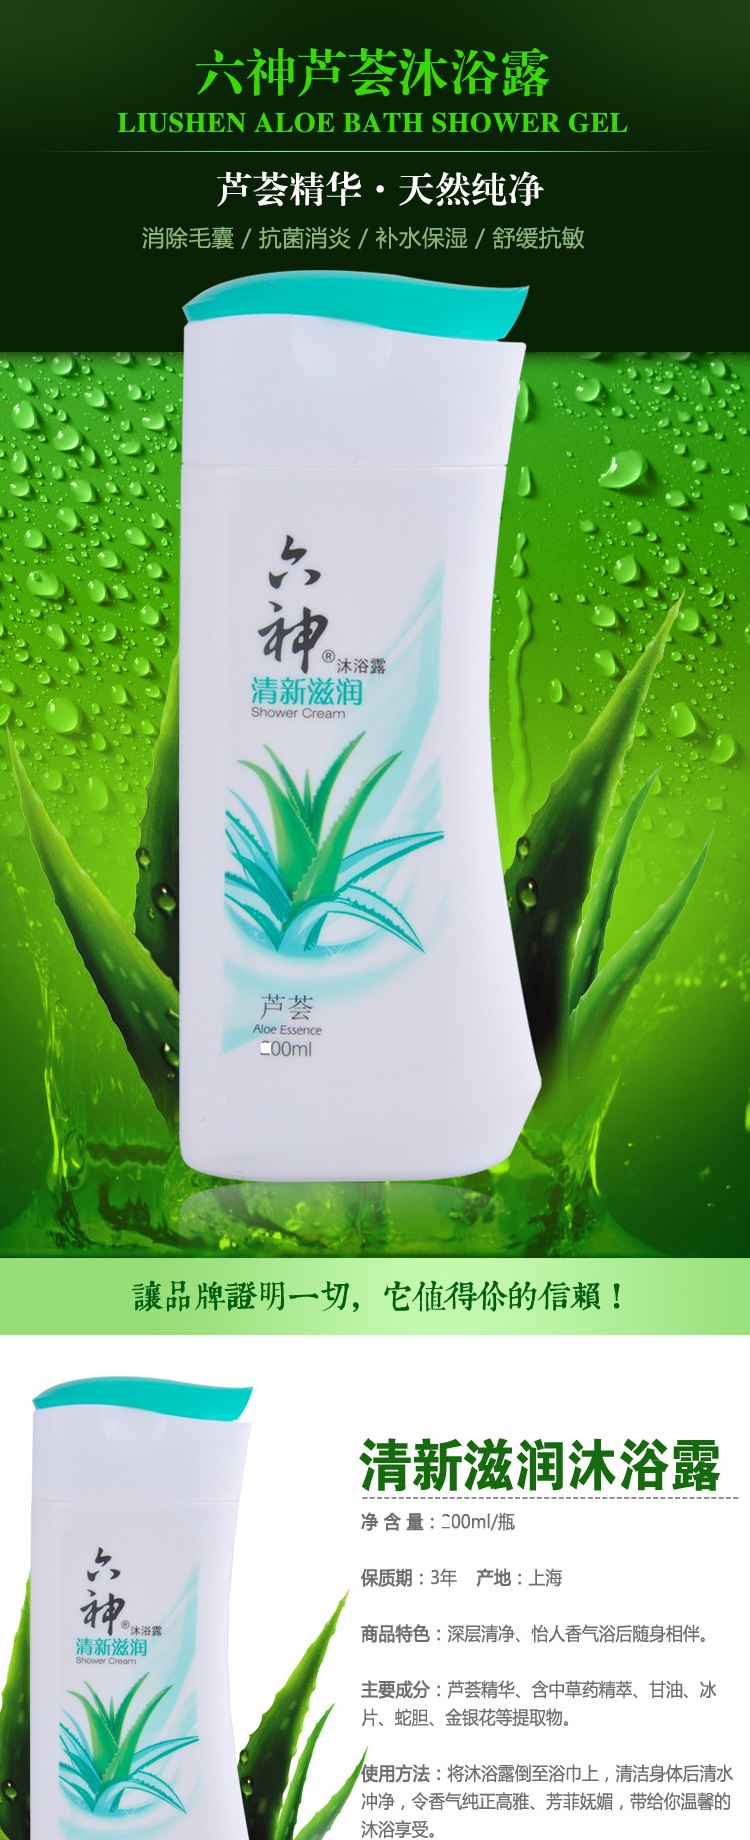 六神芦荟沐浴露
LIUSHEN ALOE BATH SHOWER GEL
芦荟精华·天然纯净
消除毛囊 / 抗菌消炎 / 补水保湿 / 舒缓抗敏
六神®沐浴露
清新滋润
Shower Cream
芦荟
Aloe Essence
00ml
讓品牌證明一切，它值得你的信賴！
清新滋润沐浴露
净 含 量：00ml/瓶
保质期：3年 产地：上海
商品特色：深层清净、怡人香气浴后随身相伴。
主要成分：芦荟精华、含中草药精萃、甘油、冰
片、蛇胆、金银花等提取物。
使用方法：将沐浴露倒至浴巾上，清洁身体后清水
冲净，令香气纯正高雅、芳菲妩媚，带给你温馨的
沐浴享受。
六神®沐浴露
清新滋润
Shower Cream